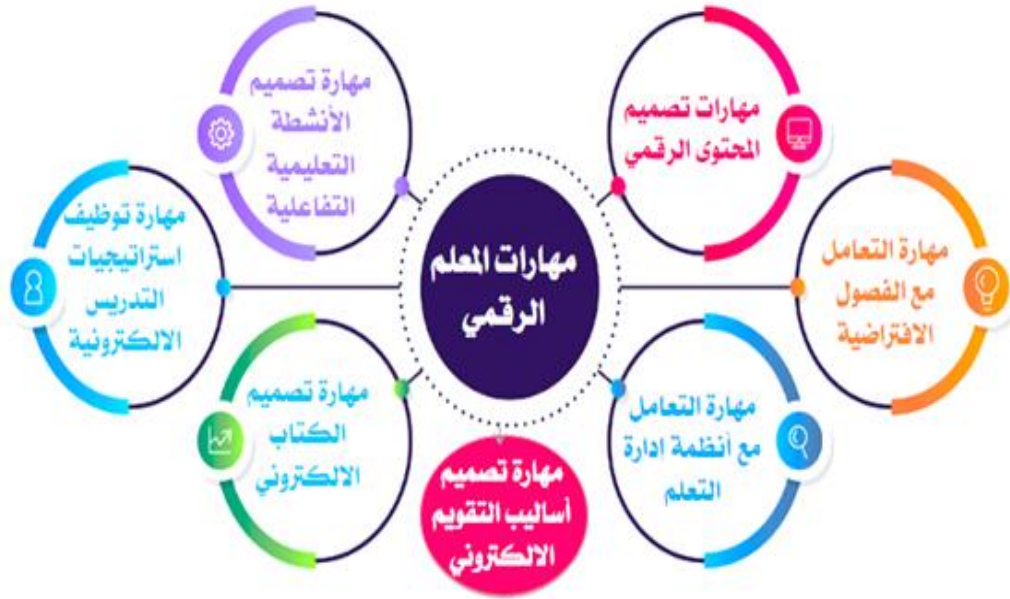 مهارات المعلم
الرقمي
مهارات تصميم
المحتوى الرقمي
مهارة التعامل
مع الفصول
الافتراضية
مهارة التعامل
مع أنظمة ادارة
التعلم
مهارة تصميم
أساليب التقويم
الالكتروني
مهارة تصميم
الكتاب
الالكتروني
مهارة توظيف
استراتيجيات
التدريس
الالكترونية
مهارة تصميم
الأنشطة
التعليمية
التفاعلية